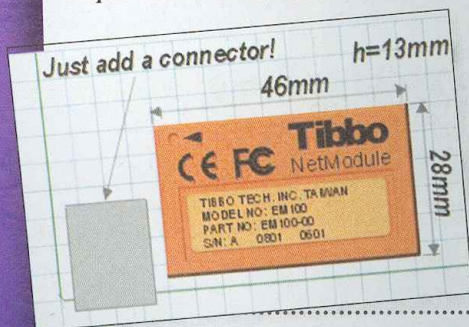 Just add a connector!
h=13mm
46mm
28mm
CE FC Tibbo
NetModule
TIBBO TECH. INC. TAIWAN
MODEL NO: EM100
PART NO: EM100-00
S/N: A 0801 0601